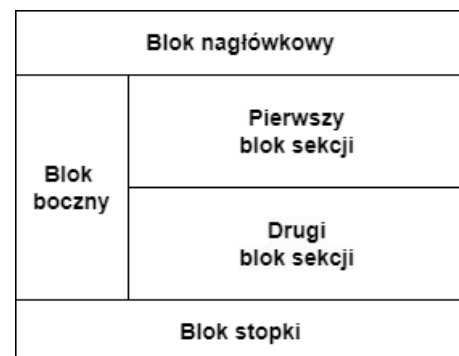 Blok nagłówkowy
Blok
boczny
Pierwszy
blok sekcji
Drugi
blok sekcji
Blok stopki